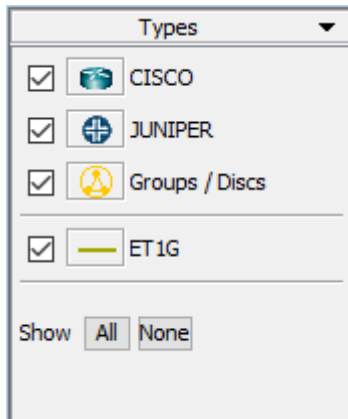 Types
CISCO
JUNIPER
Groups / Discs
ET1G
Show All None